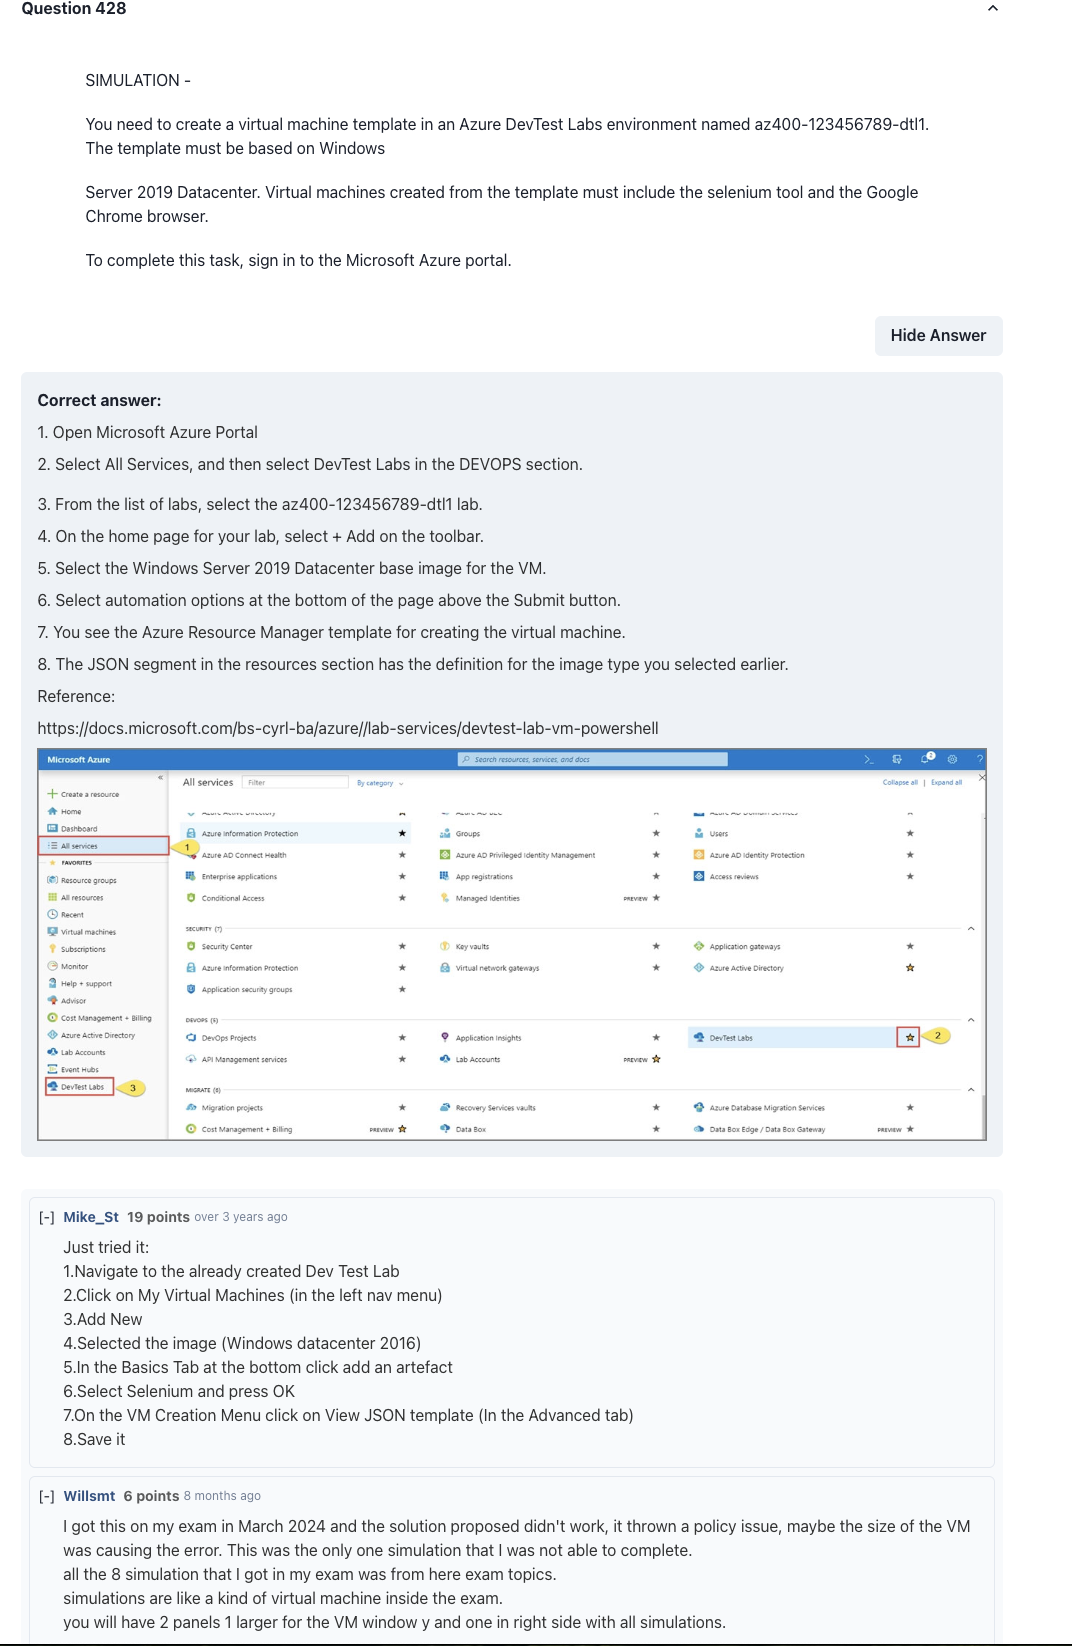 Question 428
SIMULATION -
You need to create a virtual machine template in an Azure DevTest Labs environment named az400-123456789-dtl1.
The template must be based on Windows
Server 2019 Datacenter. Virtual machines created from the template must include the selenium tool and the Google
Chrome browser.
To complete this task, sign in to the Microsoft Azure portal.
Hide Answer
Correct answer:
1. Open Microsoft Azure Portal
2. Select All Services, and then select DevTest Labs in the DEVOPS section.
3. From the list of labs, select the az400-123456789-dtl1 lab.
4. On the home page for your lab, select + Add on the toolbar.
5. Select the Windows Server 2019 Datacenter base image for the VM.
6. Select automation options at the bottom of the page above the Submit button.
7. You see the Azure Resource Manager template for creating the virtual machine.
8. The JSON segment in the resources section has the definition for the image type you selected earlier.
Reference:
https://docs.microsoft.com/bs-cyrl-ba/azure//lab-services/devtest-lab-vm-powershell
Microsoft Azure
Search resources, services, and docs
2
?
All services
Filter
By category
Collapse all | Expand all
Create a resource
Home
Dashboard
All services
1
FAVORITES
Resource groups
All resources
Recent
Virtual machines
Subscriptions
Monitor
Help + support
Advisor
Cost Management + Billing
Azure Active Directory
Lab Accounts
Event Hubs
DevTest Labs
3
Azure Information Protection
Groups
Users
Azure AD Connect Health
Azure AD Privileged Identity Management
Azure AD Identity Protection
Enterprise applications
App registrations
Access reviews
Conditional Access
Managed Identities
PREVIEW
SECURITY (7)
Security Center
Key vaults
Application gateways
Azure Information Protection
Virtual network gateways
Azure Active Directory
Application security groups
DEVOPS (5)
DevOps Projects
Application Insights
DevTest Labs
2
API Management services
Lab Accounts
PREVIEW
MIGRATE (6)
Migration projects
Recovery Services vaults
Azure Database Migration Services
Cost Management + Billing
PREVIEW
Data Box
Data Box Edge / Data Box Gateway
PREVIEW
[-] Mike_St 19 points over 3 years ago
Just tried it:
1.Navigate to the already created Dev Test Lab
2.Click on My Virtual Machines (in the left nav menu)
3.Add New
4.Selected the image (Windows datacenter 2016)
5.In the Basics Tab at the bottom click add an artefact
6.Select Selenium and press OK
7.On the VM Creation Menu click on View JSON template (In the Advanced tab)
8.Save it
[-] Willsmt 6 points 8 months ago
I got this on my exam in March 2024 and the solution proposed didn't work, it thrown a policy issue, maybe the size of the VM
was causing the error. This was the only one simulation that I was not able to complete.
all the 8 simulation that I got in my exam was from here exam topics.
simulations are like a kind of virtual machine inside the exam.
you will have 2 panels 1 larger for the VM window y and one in right side with all simulations.